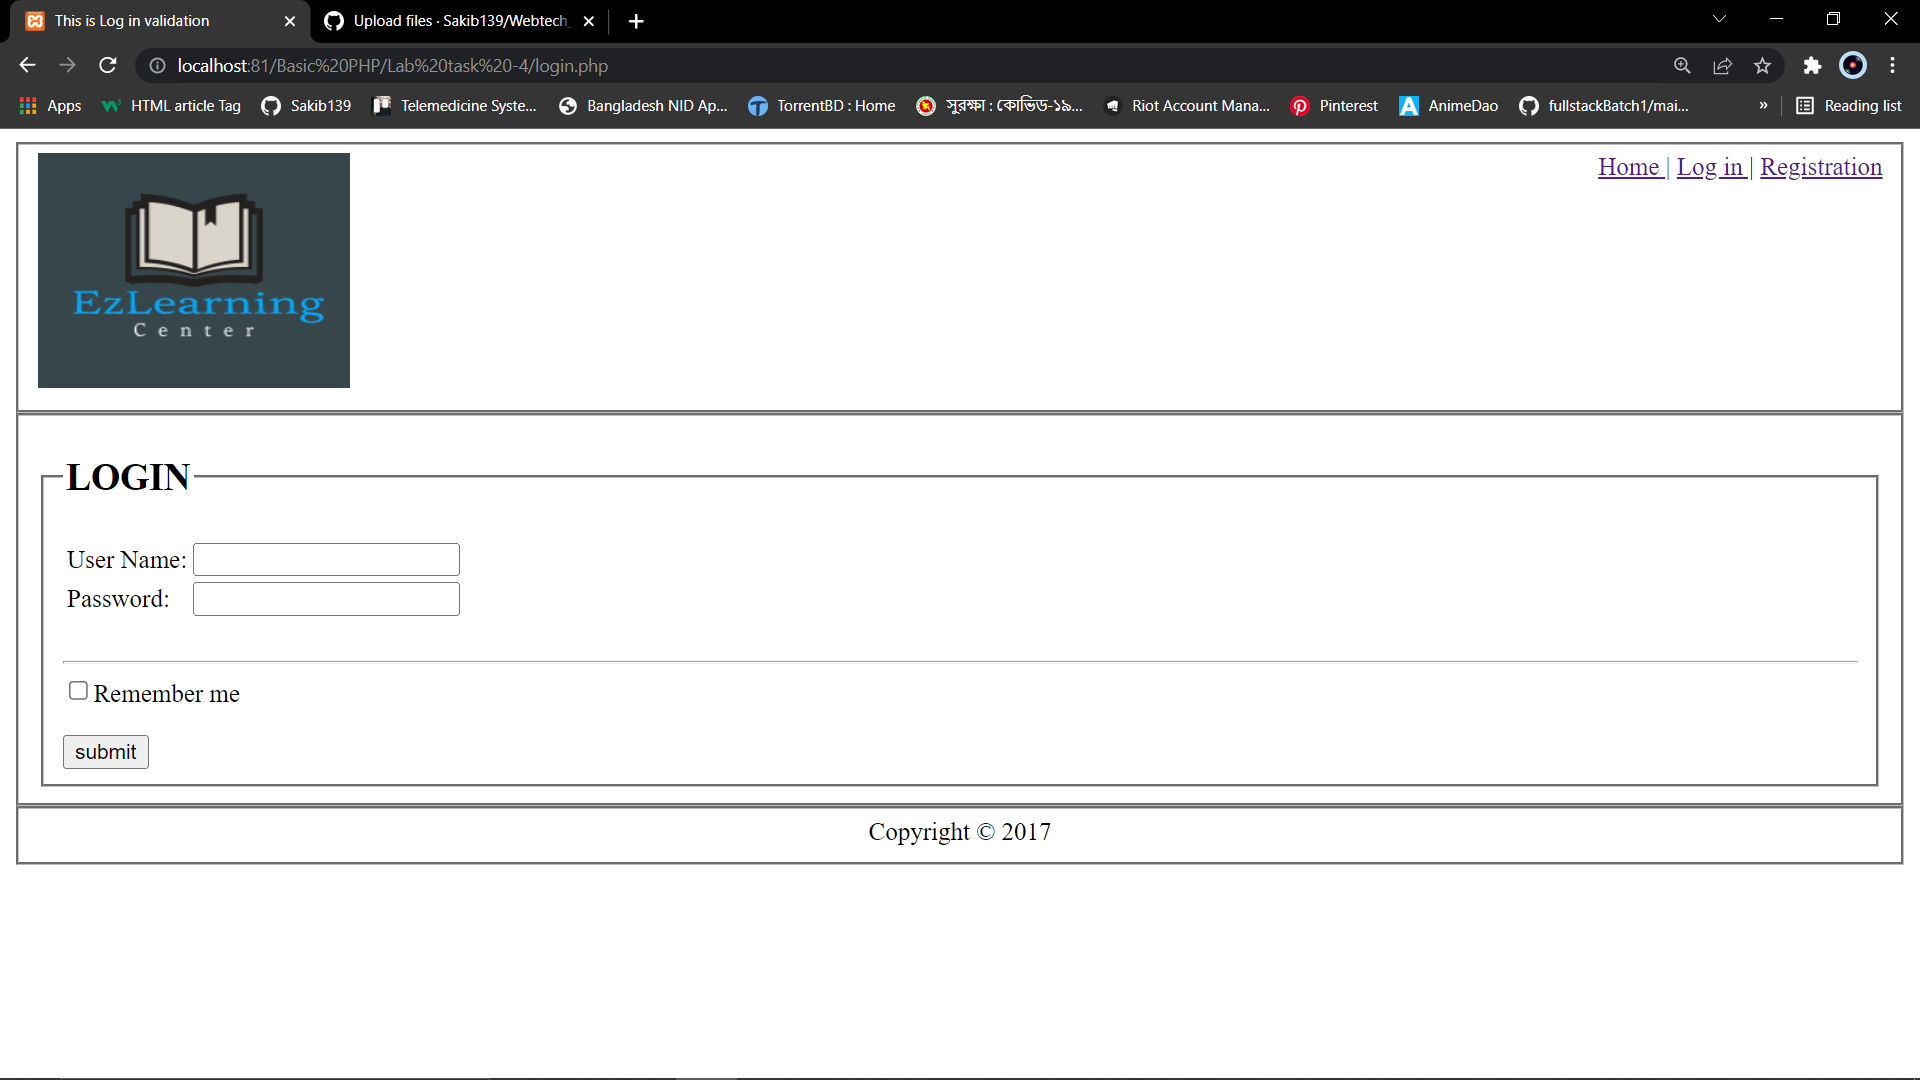 This is Log in validation
Upload files · Sakib139/Webtech_
localhost:81/Basic%20PHP/Lab%20task%20-4/login.php
Apps HTML article Tag Sakib139 Telemedicine Syste... Bangladesh NID Ap... TorrentBD : Home সুরক্ষা : কোভিড-১৯... Riot Account Mana... Pinterest AnimeDao fullstackBatch1/mai... » Reading list
Home | Log in | Registration
EzLearning
Center
LOGIN
User Name:
Password:
Remember me
submit
Copyright © 2017